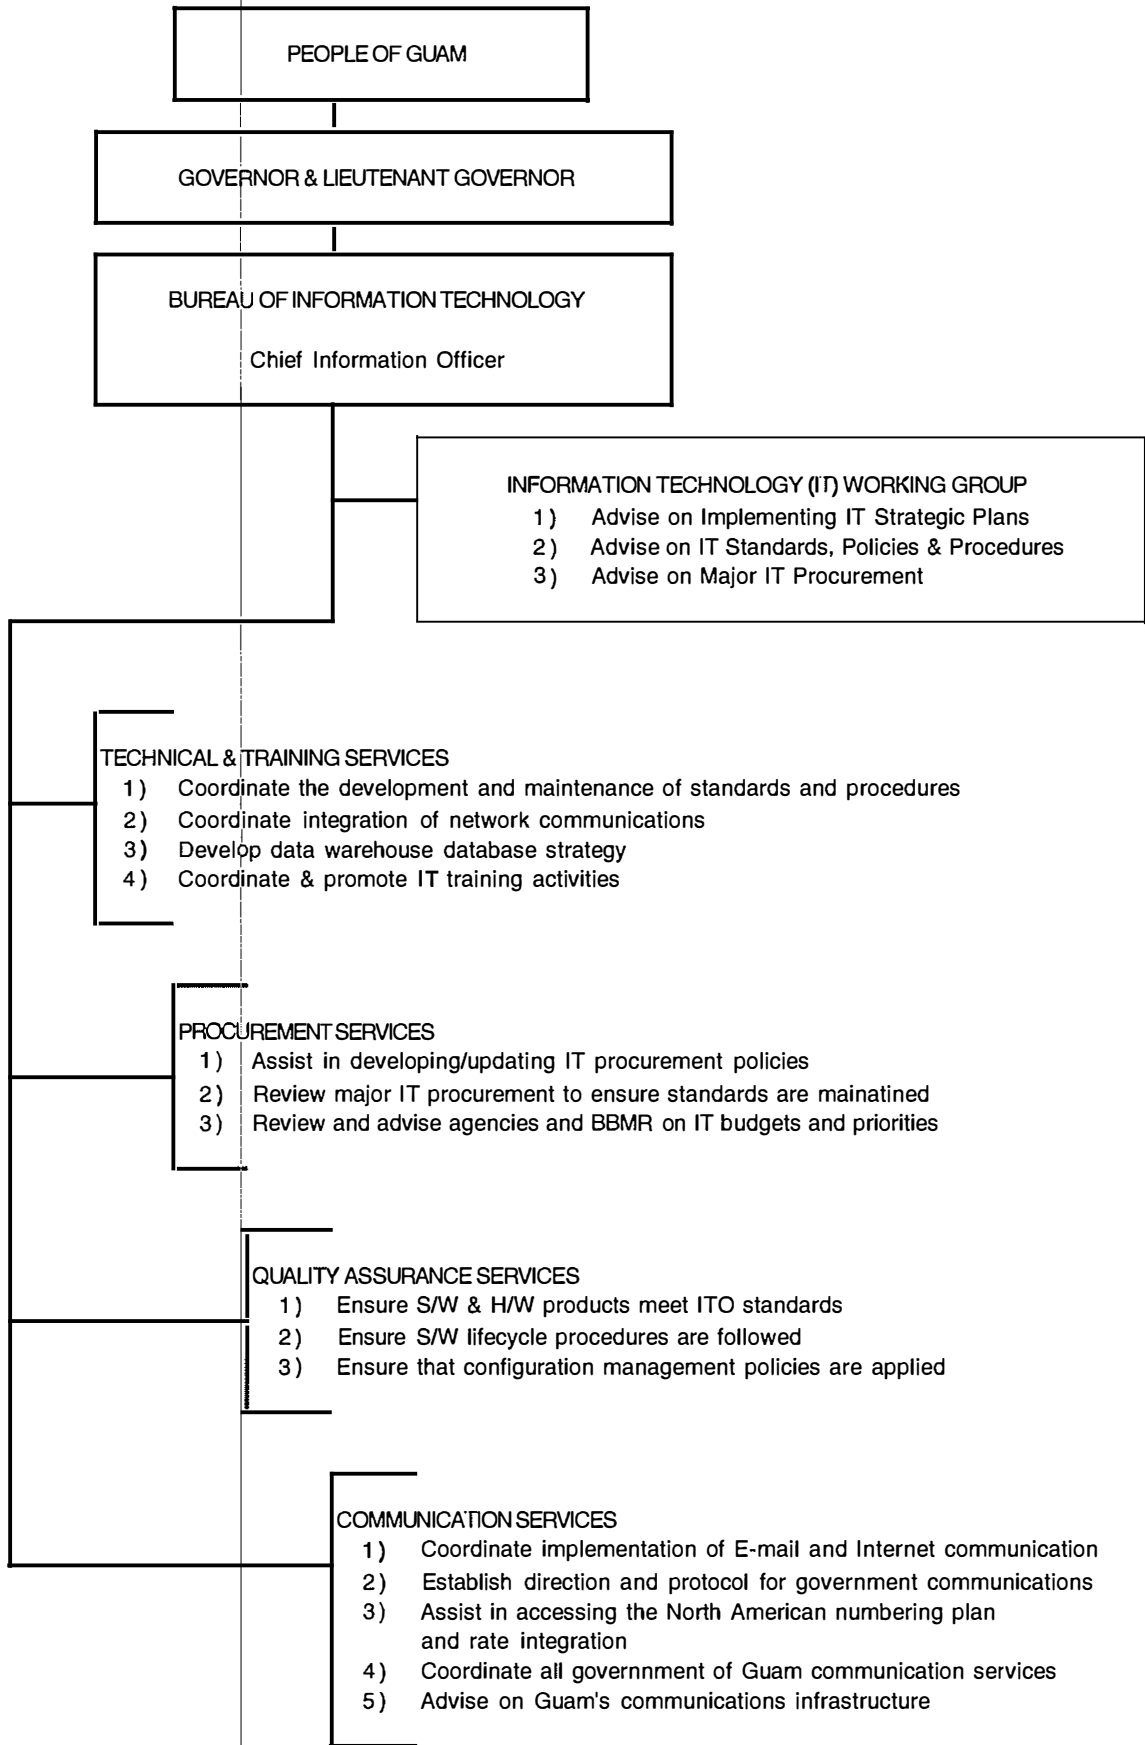 PEOPLE OF GUAM
GOVERNOR & LIEUTENANT GOVERNOR
BUREAU OF INFORMATION TECHNOLOGY
Chief Information Officer
INFORMATION TECHNOLOGY (IT) WORKING GROUP
1) Advise on Implementing IT Strategic Plans
2) Advise on IT Standards, Policies & Procedures
3) Advise on Major IT Procurement
TECHNICAL & TRAINING SERVICES
1) Coordinate the development and maintenance of standards and procedures
2) Coordinate integration of network communications
3) Develop data warehouse database strategy
4) Coordinate & promote IT training activities
PROCUREMENT SERVICES
1) Assist in developing/updating IT procurement policies
2) Review major IT procurement to ensure standards are mainatined
3) Review and advise agencies and BBMR on IT budgets and priorities
QUALITY ASSURANCE SERVICES
1) Ensure S/W & H/W products meet ITO standards
2) Ensure S/W lifecycle procedures are followed
3) Ensure that configuration management policies are applied
COMMUNICATION SERVICES
1) Coordinate implementation of E-mail and Internet communication
2) Establish direction and protocol for government communications
3) Assist in accessing the North American numbering plan
and rate integration
4) Coordinate all governnment of Guam communication services
5) Advise on Guam's communications infrastructure